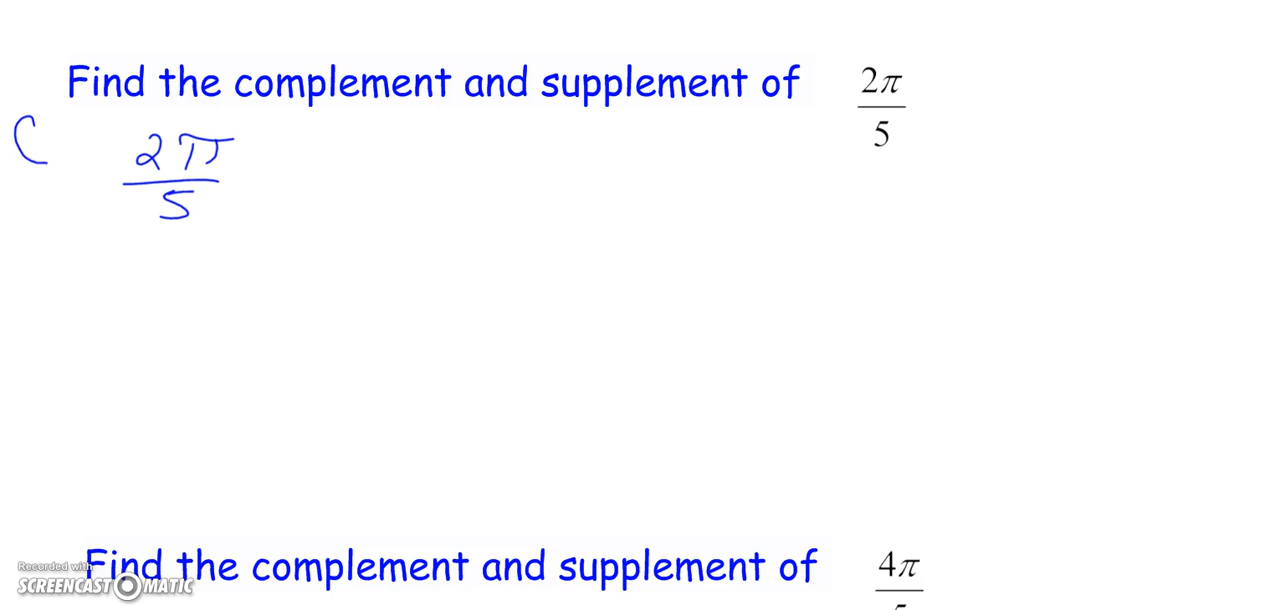 Find the complement and supplement of 2π/5
C 2π/5
Find the complement and supplement of 4π/5
Recorded with
SCREENCAST-O-MATIC